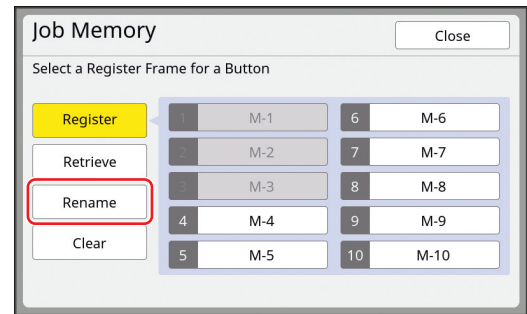 Job Memory
Close
Select a Register Frame for a Button
Register
Retrieve
Rename
Clear
1 M-1
2 M-2
3 M-3
4 M-4
5 M-5
6 M-6
7 M-7
8 M-8
9 M-9
10 M-10